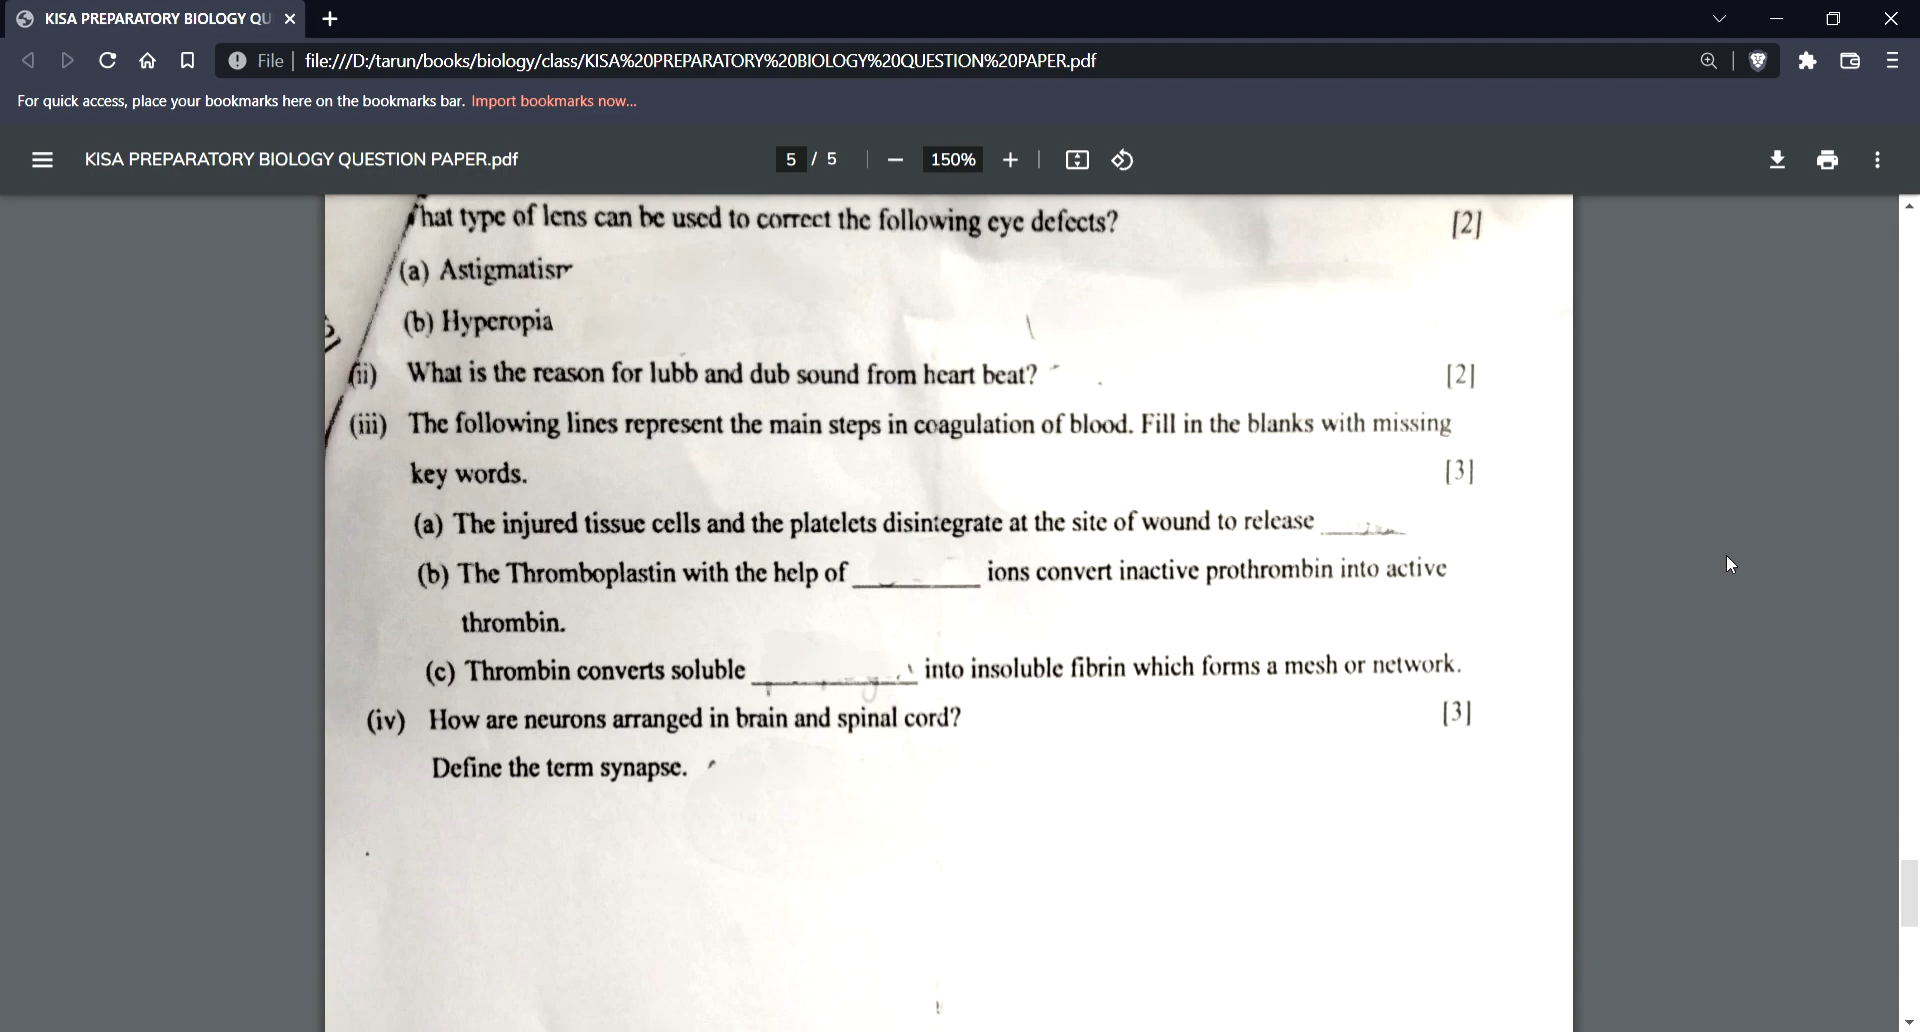 KISA PREPARATORY BIOLOGY QU
File file:///D:/tarun/books/biology/class/KISA%20PREPARATORY%20BIOLOGY%20QUESTION%20PAPER.pdf
For quick access, place your bookmarks here on the bookmarks bar. Import bookmarks now...
KISA PREPARATORY BIOLOGY QUESTION PAPER.pdf 5 / 5 150%
hat type of lens can be used to correct the following eye defects? [2]
(a) Astigmatism
(b) Hyperopia
(ii) What is the reason for lubb and dub sound from heart beat? [2]
(iii) The following lines represent the main steps in coagulation of blood. Fill in the blanks with missing
key words. [3]
(a) The injured tissue cells and the platelets disintegrate at the site of wound to release ______
(b) The Thromboplastin with the help of ________ ions convert inactive prothrombin into active
thrombin.
(c) Thrombin converts soluble __________ into insoluble fibrin which forms a mesh or network.
(iv) How are neurons arranged in brain and spinal cord? [3]
Define the term synapse.